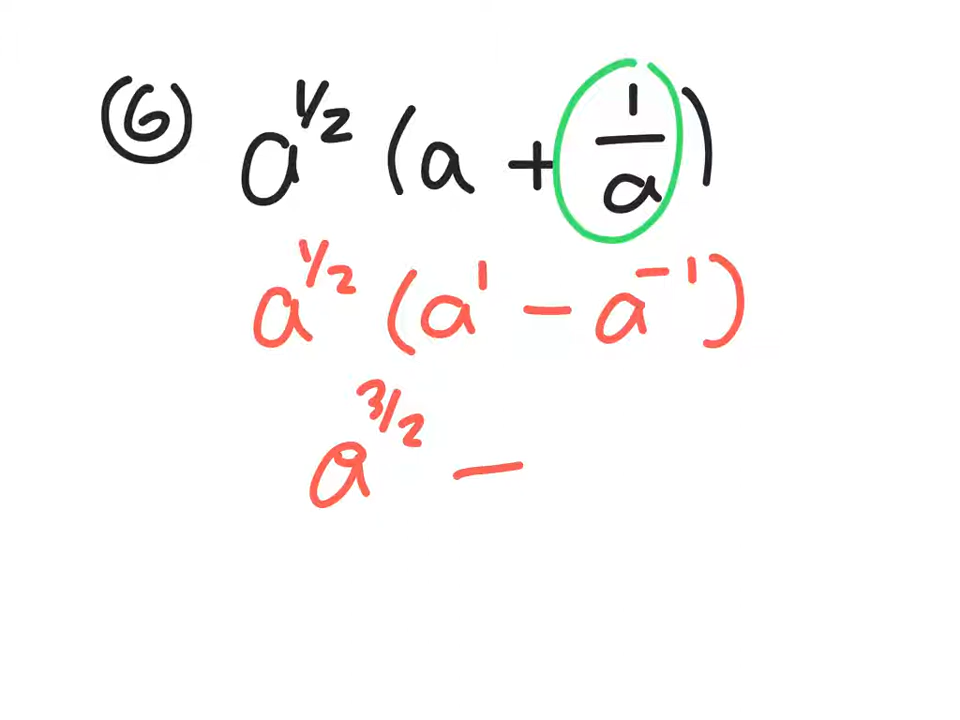 ⑥ a^1/2 (a + 1/a)
a^1/2 (a^1 - a^-1)
a^3/2 -